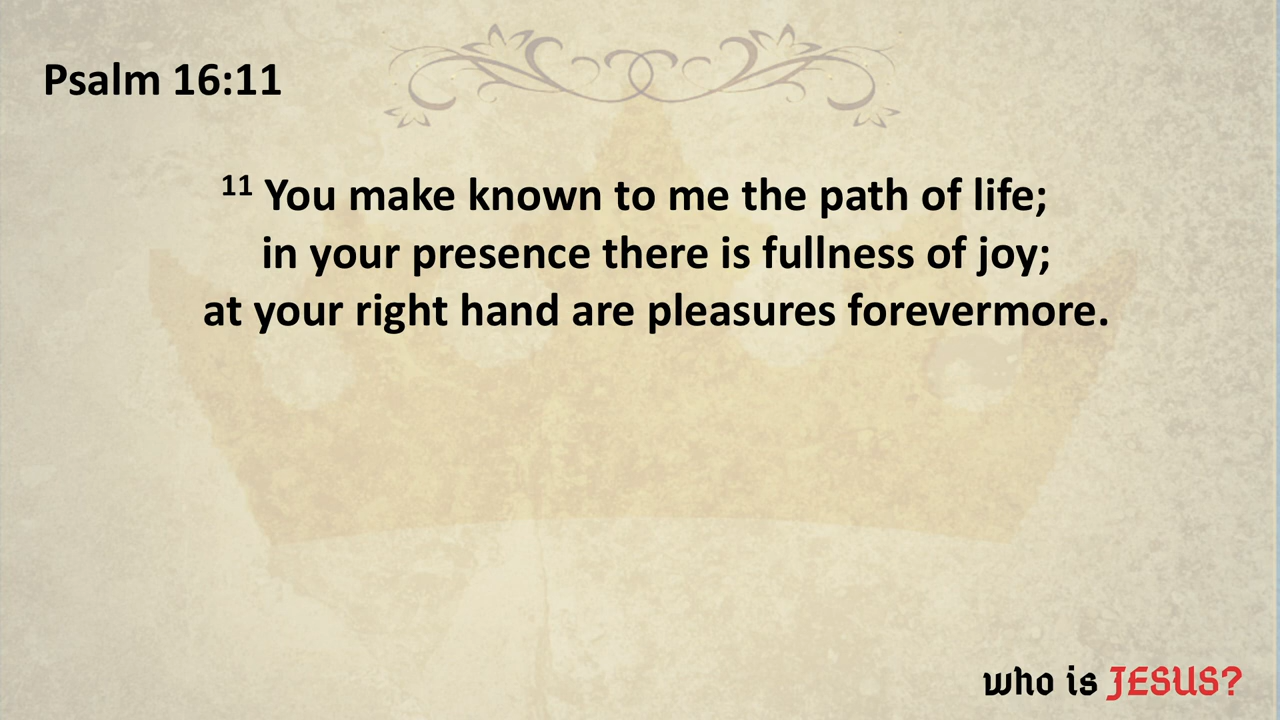 Psalm 16:11
11 You make known to me the path of life;
in your presence there is fullness of joy;
at your right hand are pleasures forevermore.
who is JESUS?